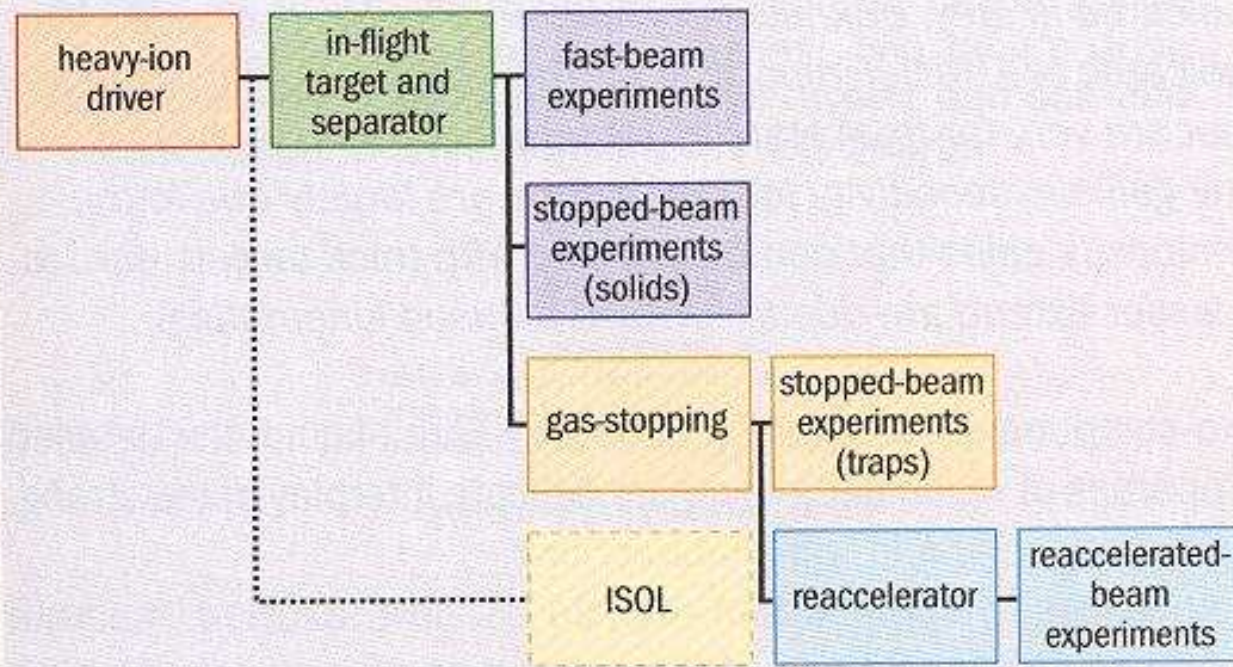 heavy-ion
driver
in-flight
target and
separator
fast-beam
experiments
stopped-beam
experiments
(solids)
gas-stopping
stopped-beam
experiments
(traps)
ISOL
reaccelerator
reaccelerated-
beam
experiments